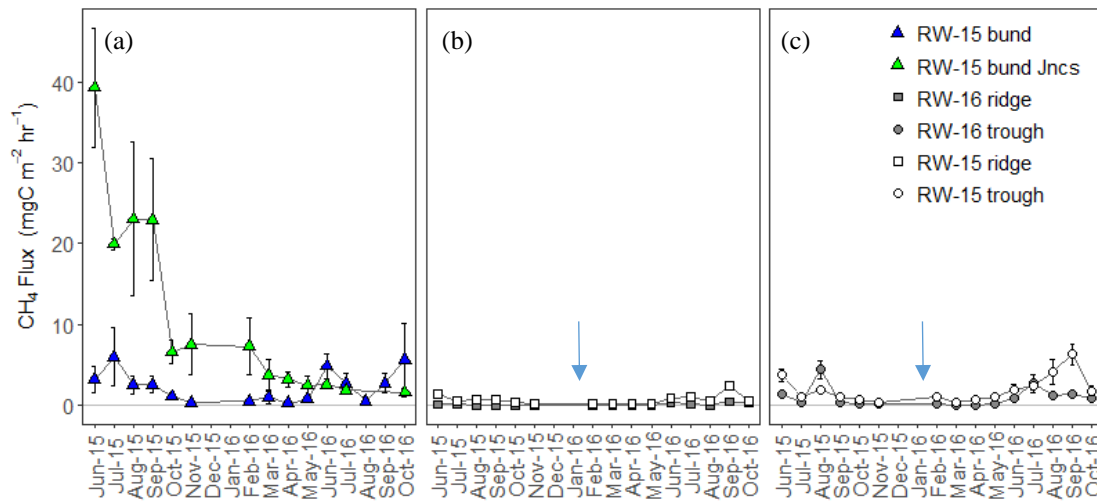 (a)
(b)
(c)
RW-15 bund
RW-15 bund Jncs
RW-16 ridge
RW-16 trough
RW-15 ridge
RW-15 trough
CH₄ Flux (mgC m⁻² hr⁻¹)
40
30
20
10
0
Jun-15
Jul-15
Aug-15
Sep-15
Oct-15
Nov-15
Dec-15
Jan-16
Feb-16
Mar-16
Apr-16
May-16
Jun-16
Jul-16
Aug-16
Sep-16
Oct-16
Jun-15
Jul-15
Aug-15
Sep-15
Oct-15
Nov-15
Dec-15
Jan-16
Feb-16
Mar-16
Apr-16
May-16
Jun-16
Jul-16
Aug-16
Sep-16
Oct-16
Jun-15
Jul-15
Aug-15
Sep-15
Oct-15
Nov-15
Dec-15
Jan-16
Feb-16
Mar-16
Apr-16
May-16
Jun-16
Jul-16
Aug-16
Sep-16
Oct-16